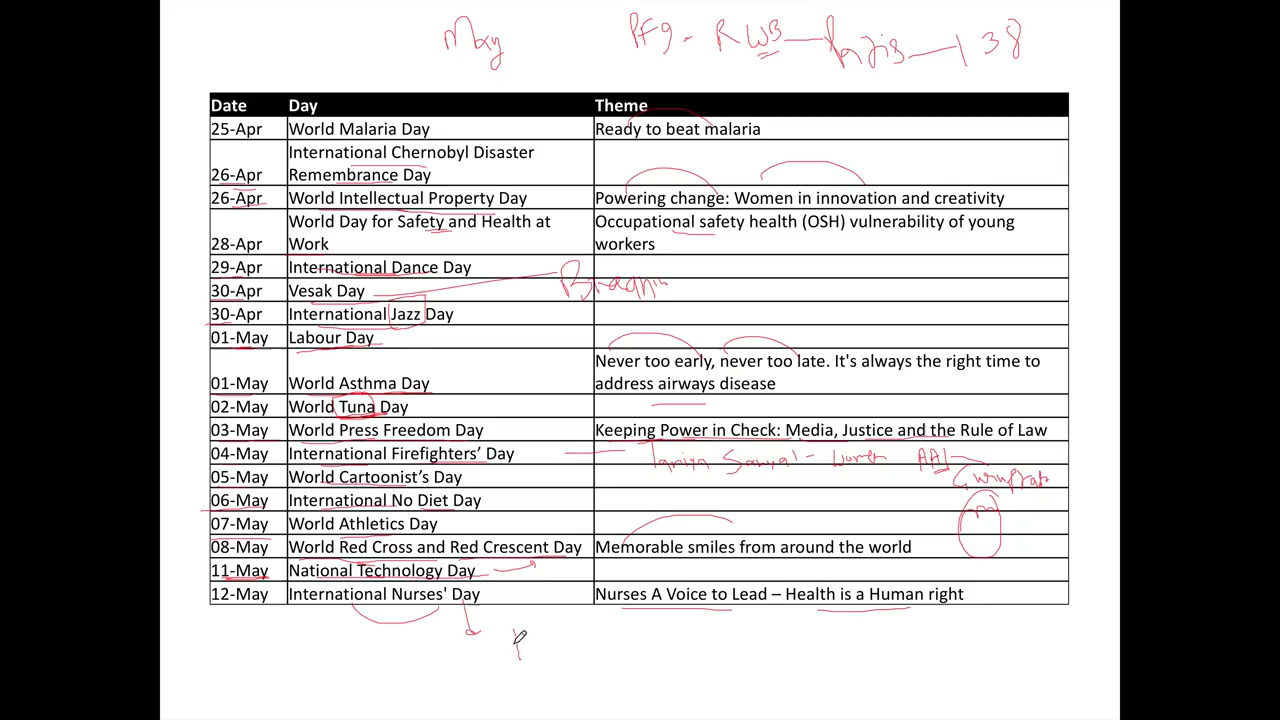 May PFg - RWB - Paris - 138
Date Day Theme
25-Apr World Malaria Day Ready to beat malaria
International Chernobyl Disaster
26-Apr Remembrance Day
26-Apr World Intellectual Property Day Powering change: Women in innovation and creativity
World Day for Safety and Health at Occupational safety health (OSH) vulnerability of young
28-Apr Work workers
29-Apr International Dance Day
30-Apr Vesak Day
30-Apr International Jazz Day
01-May Labour Day
Never too early, never too late. It's always the right time to
01-May World Asthma Day address airways disease
02-May World Tuna Day
03-May World Press Freedom Day Keeping Power in Check: Media, Justice and the Rule of Law
04-May International Firefighters' Day Taniya Sanyal - women AAI
05-May World Cartoonist's Day
06-May International No Diet Day
07-May World Athletics Day
08-May World Red Cross and Red Crescent Day Memorable smiles from around the world
11-May National Technology Day
12-May International Nurses' Day Nurses A Voice to Lead – Health is a Human right